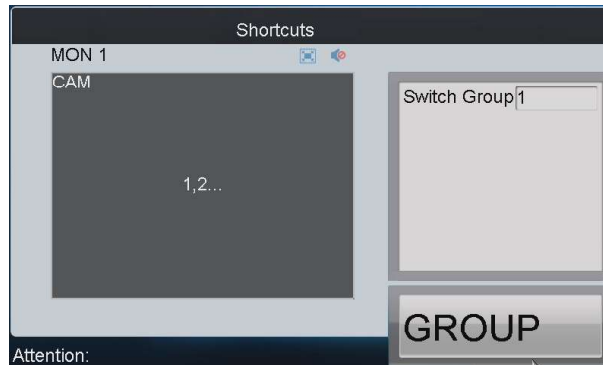 Shortcuts
MON 1
CAM
1,2...
Switch Group 1
GROUP
Attention: